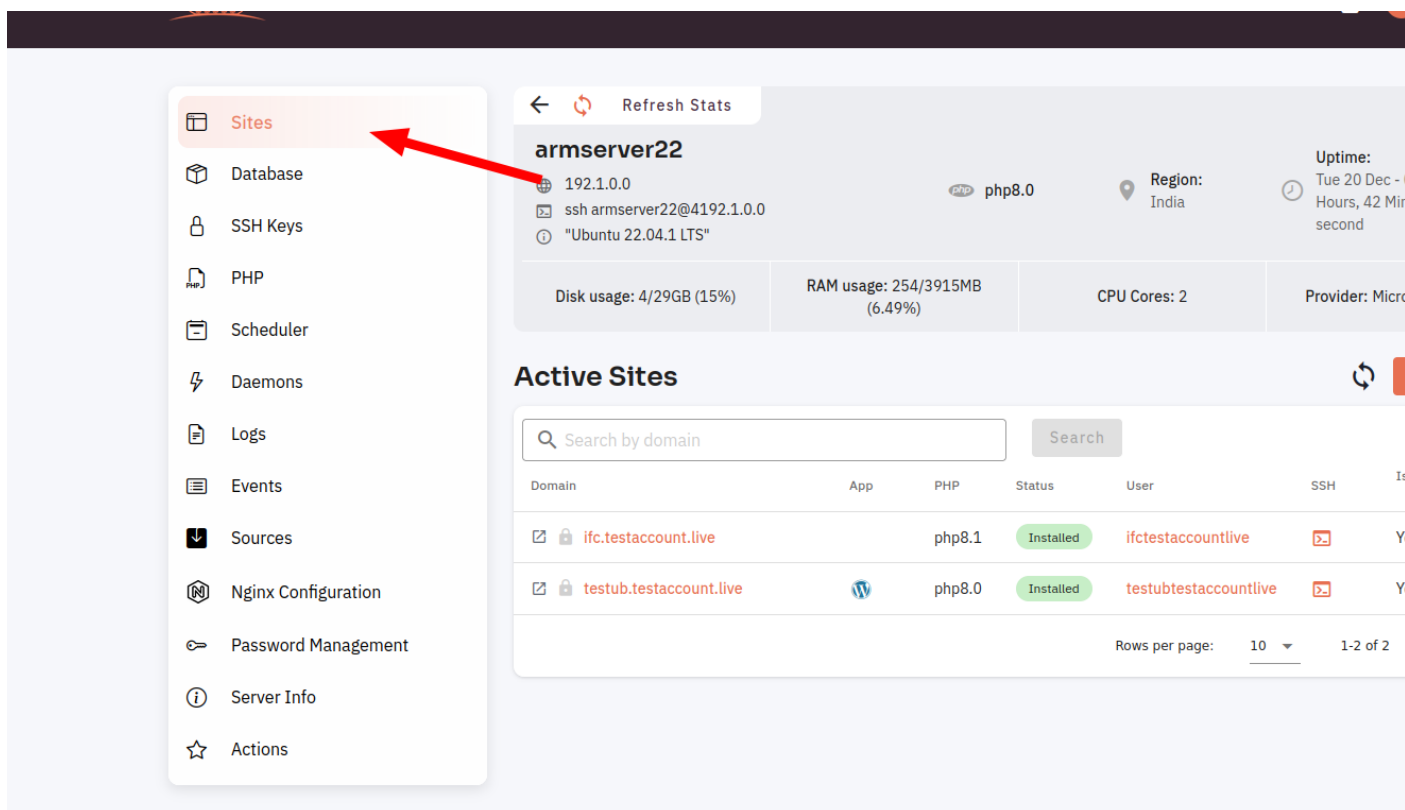 Sites
Database
SSH Keys
PHP
PHP
Scheduler
Daemons
Logs
Events
Sources
Nginx Configuration
Password Management
Server Info
Actions
Refresh Stats
armserver22
192.1.0.0
ssh armserver22@4192.1.0.0
"Ubuntu 22.04.1 LTS"
php php8.0
Region:
India
Uptime:
Tue 20 Dec -
Hours, 42
second
Disk usage: 4/29GB (15%)
RAM usage: 254/3915MB
(6.49%)
CPU Cores: 2
Provider:
Active Sites
Search by domain
Search
Domain App PHP Status User SSH
ifc.testaccount.live php8.1 Installed ifctestaccountlive
testub.testaccount.live php8.0 Installed testubtestaccountlive
Rows per page: 10 1-2 of 2